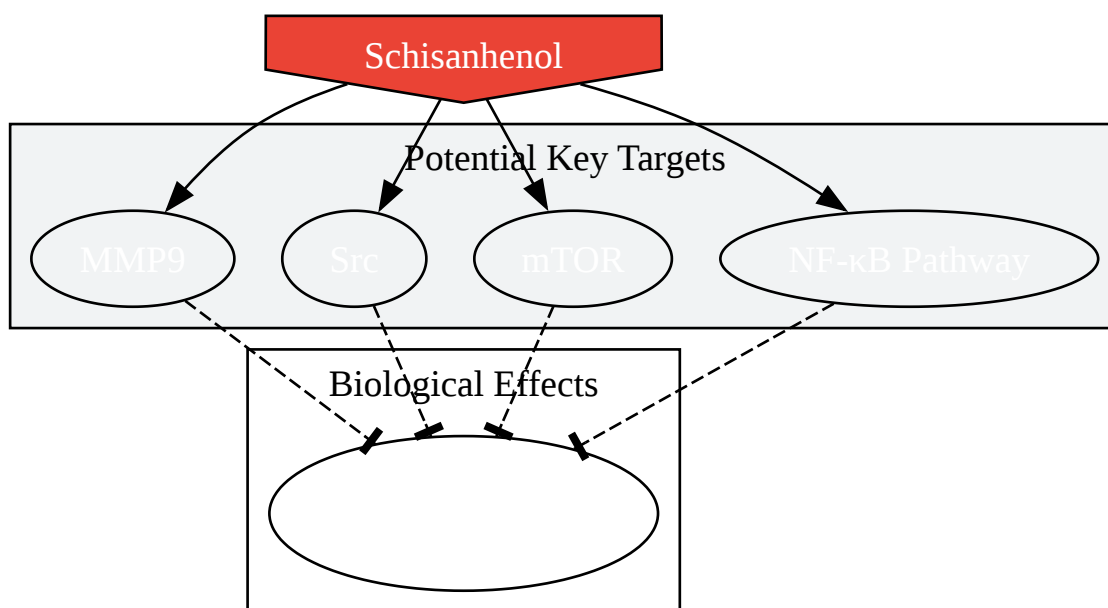 Schisanhenol
Potential Key Targets
MMP9
Src
mTOR
NF-κB Pathway
Biological Effects